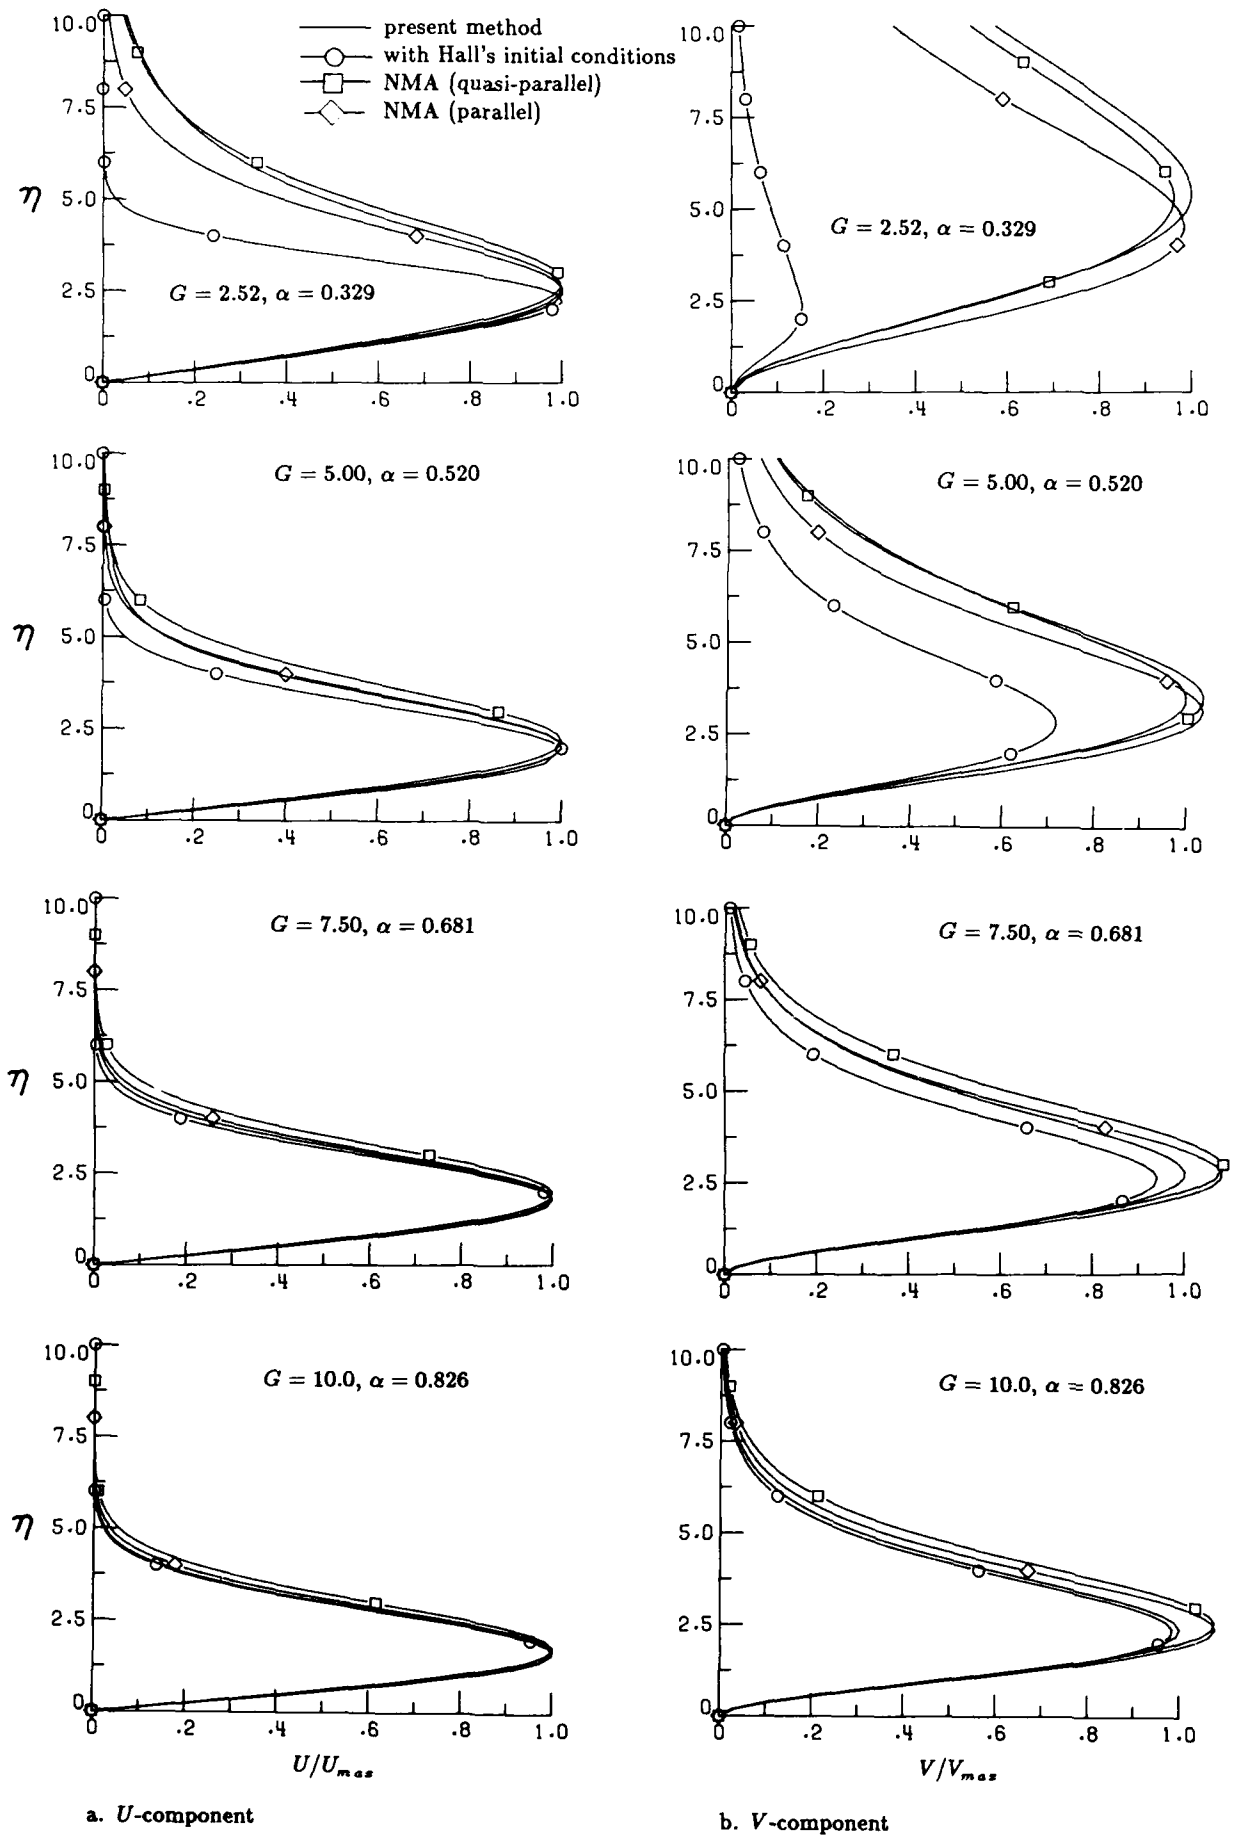 present method
with Hall's initial conditions
NMA (quasi-parallel)
NMA (parallel)
10.0
7.5
η 5.0
2.5
0
G = 2.52, α = 0.329
0 .2 .4 .6 .8 1.0
10.0
7.5
5.0
2.5
0
G = 2.52, α = 0.329
0 .2 .4 .6 .8 1.0
10.0
7.5
η 5.0
2.5
0
G = 5.00, α = 0.520
0 .2 .4 .6 .8 1.0
10.0
7.5
5.0
2.5
0
G = 5.00, α = 0.520
0 .2 .4 .6 .8 1.0
10.0
7.5
η 5.0
2.5
0
G = 7.50, α = 0.681
0 .2 .4 .6 .8 1.0
10.0
7.5
5.0
2.5
0
G = 7.50, α = 0.681
0 .2 .4 .6 .8 1.0
10.0
7.5
η 5.0
2.5
0
G = 10.0, α = 0.826
0 .2 .4 .6 .8 1.0
U/Umax
a. U-component
10.0
7.5
5.0
2.5
0
G = 10.0, α = 0.826
0 .2 .4 .6 .8 1.0
V/Vmax
b. V-component